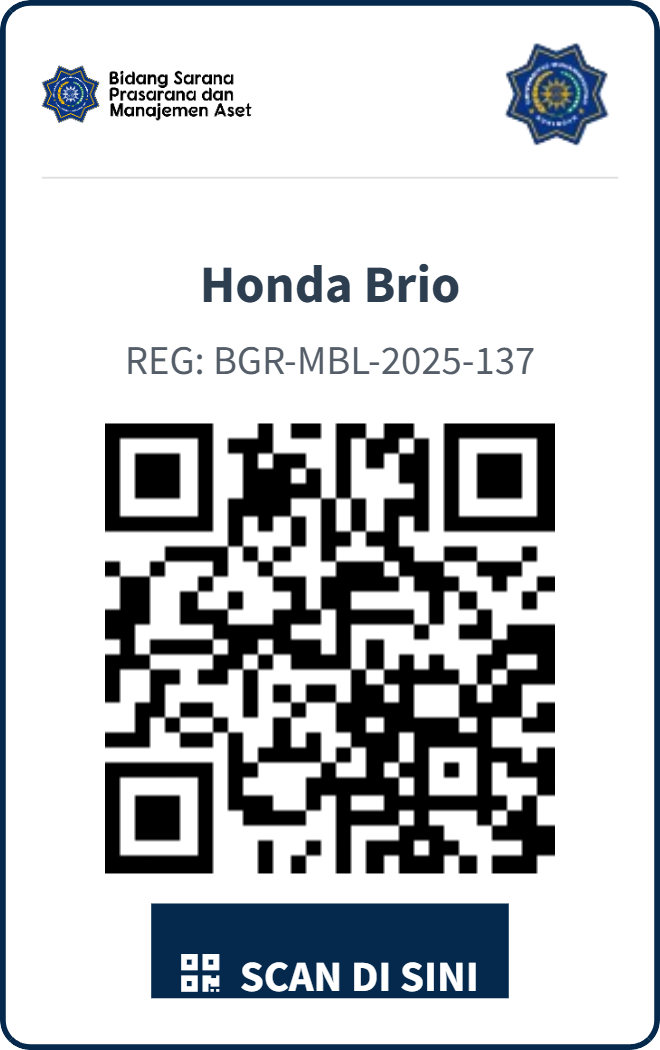 Bidang Sarana
Prasarana dan
Manajemen Aset
Honda Brio
REG: BGR-MBL-2025-137
SCAN DI SINI